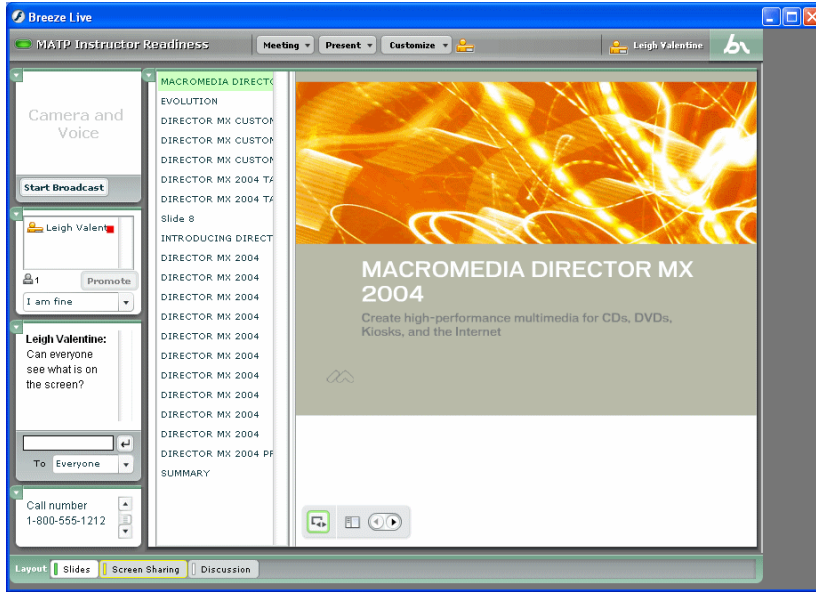 Breeze Live
MATP Instructor Readiness
Meeting
Present
Customize
Leigh Valentine
Camera and
Voice
Start Broadcast
Leigh Valent
1
Promote
I am fine
Leigh Valentine:
Can everyone
see what is on
the screen?
To
Everyone
Call number
1-800-555-1212
MACROMEDIA DIRECTO
EVOLUTION
DIRECTOR MX CUSTOM
DIRECTOR MX CUSTOM
DIRECTOR MX CUSTOM
DIRECTOR MX 2004 TA
DIRECTOR MX 2004 TA
Slide 8
INTRODUCING DIRECT
DIRECTOR MX 2004
DIRECTOR MX 2004
DIRECTOR MX 2004
DIRECTOR MX 2004
DIRECTOR MX 2004
DIRECTOR MX 2004
DIRECTOR MX 2004
DIRECTOR MX 2004
DIRECTOR MX 2004
DIRECTOR MX 2004
DIRECTOR MX 2004 PR
SUMMARY
MACROMEDIA DIRECTOR MX
2004
Create high-performance multimedia for CDs, DVDs,
Kiosks, and the Internet
Layout
Slides
Screen Sharing
Discussion